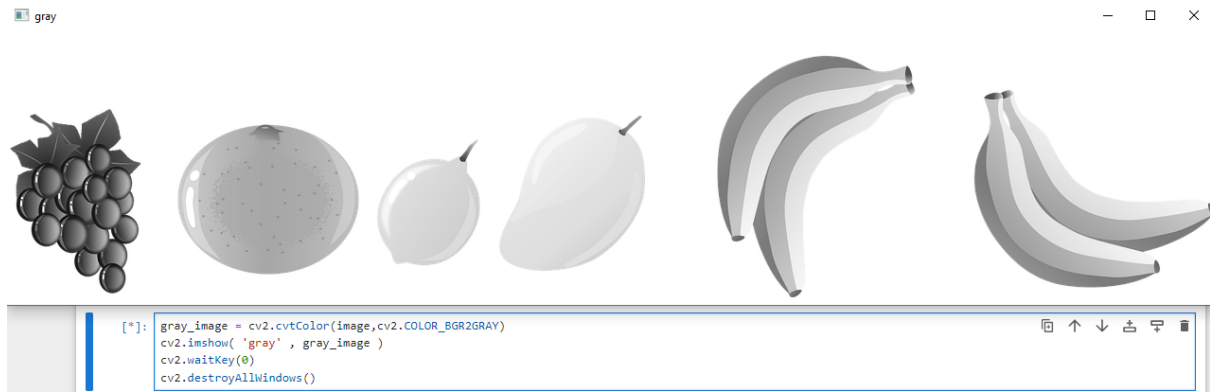 gray
[*]: gray_image = cv2.cvtColor(image,cv2.COLOR_BGR2GRAY)
cv2.imshow( 'gray' , gray_image )
cv2.waitKey(0)
cv2.destroyAllWindows()